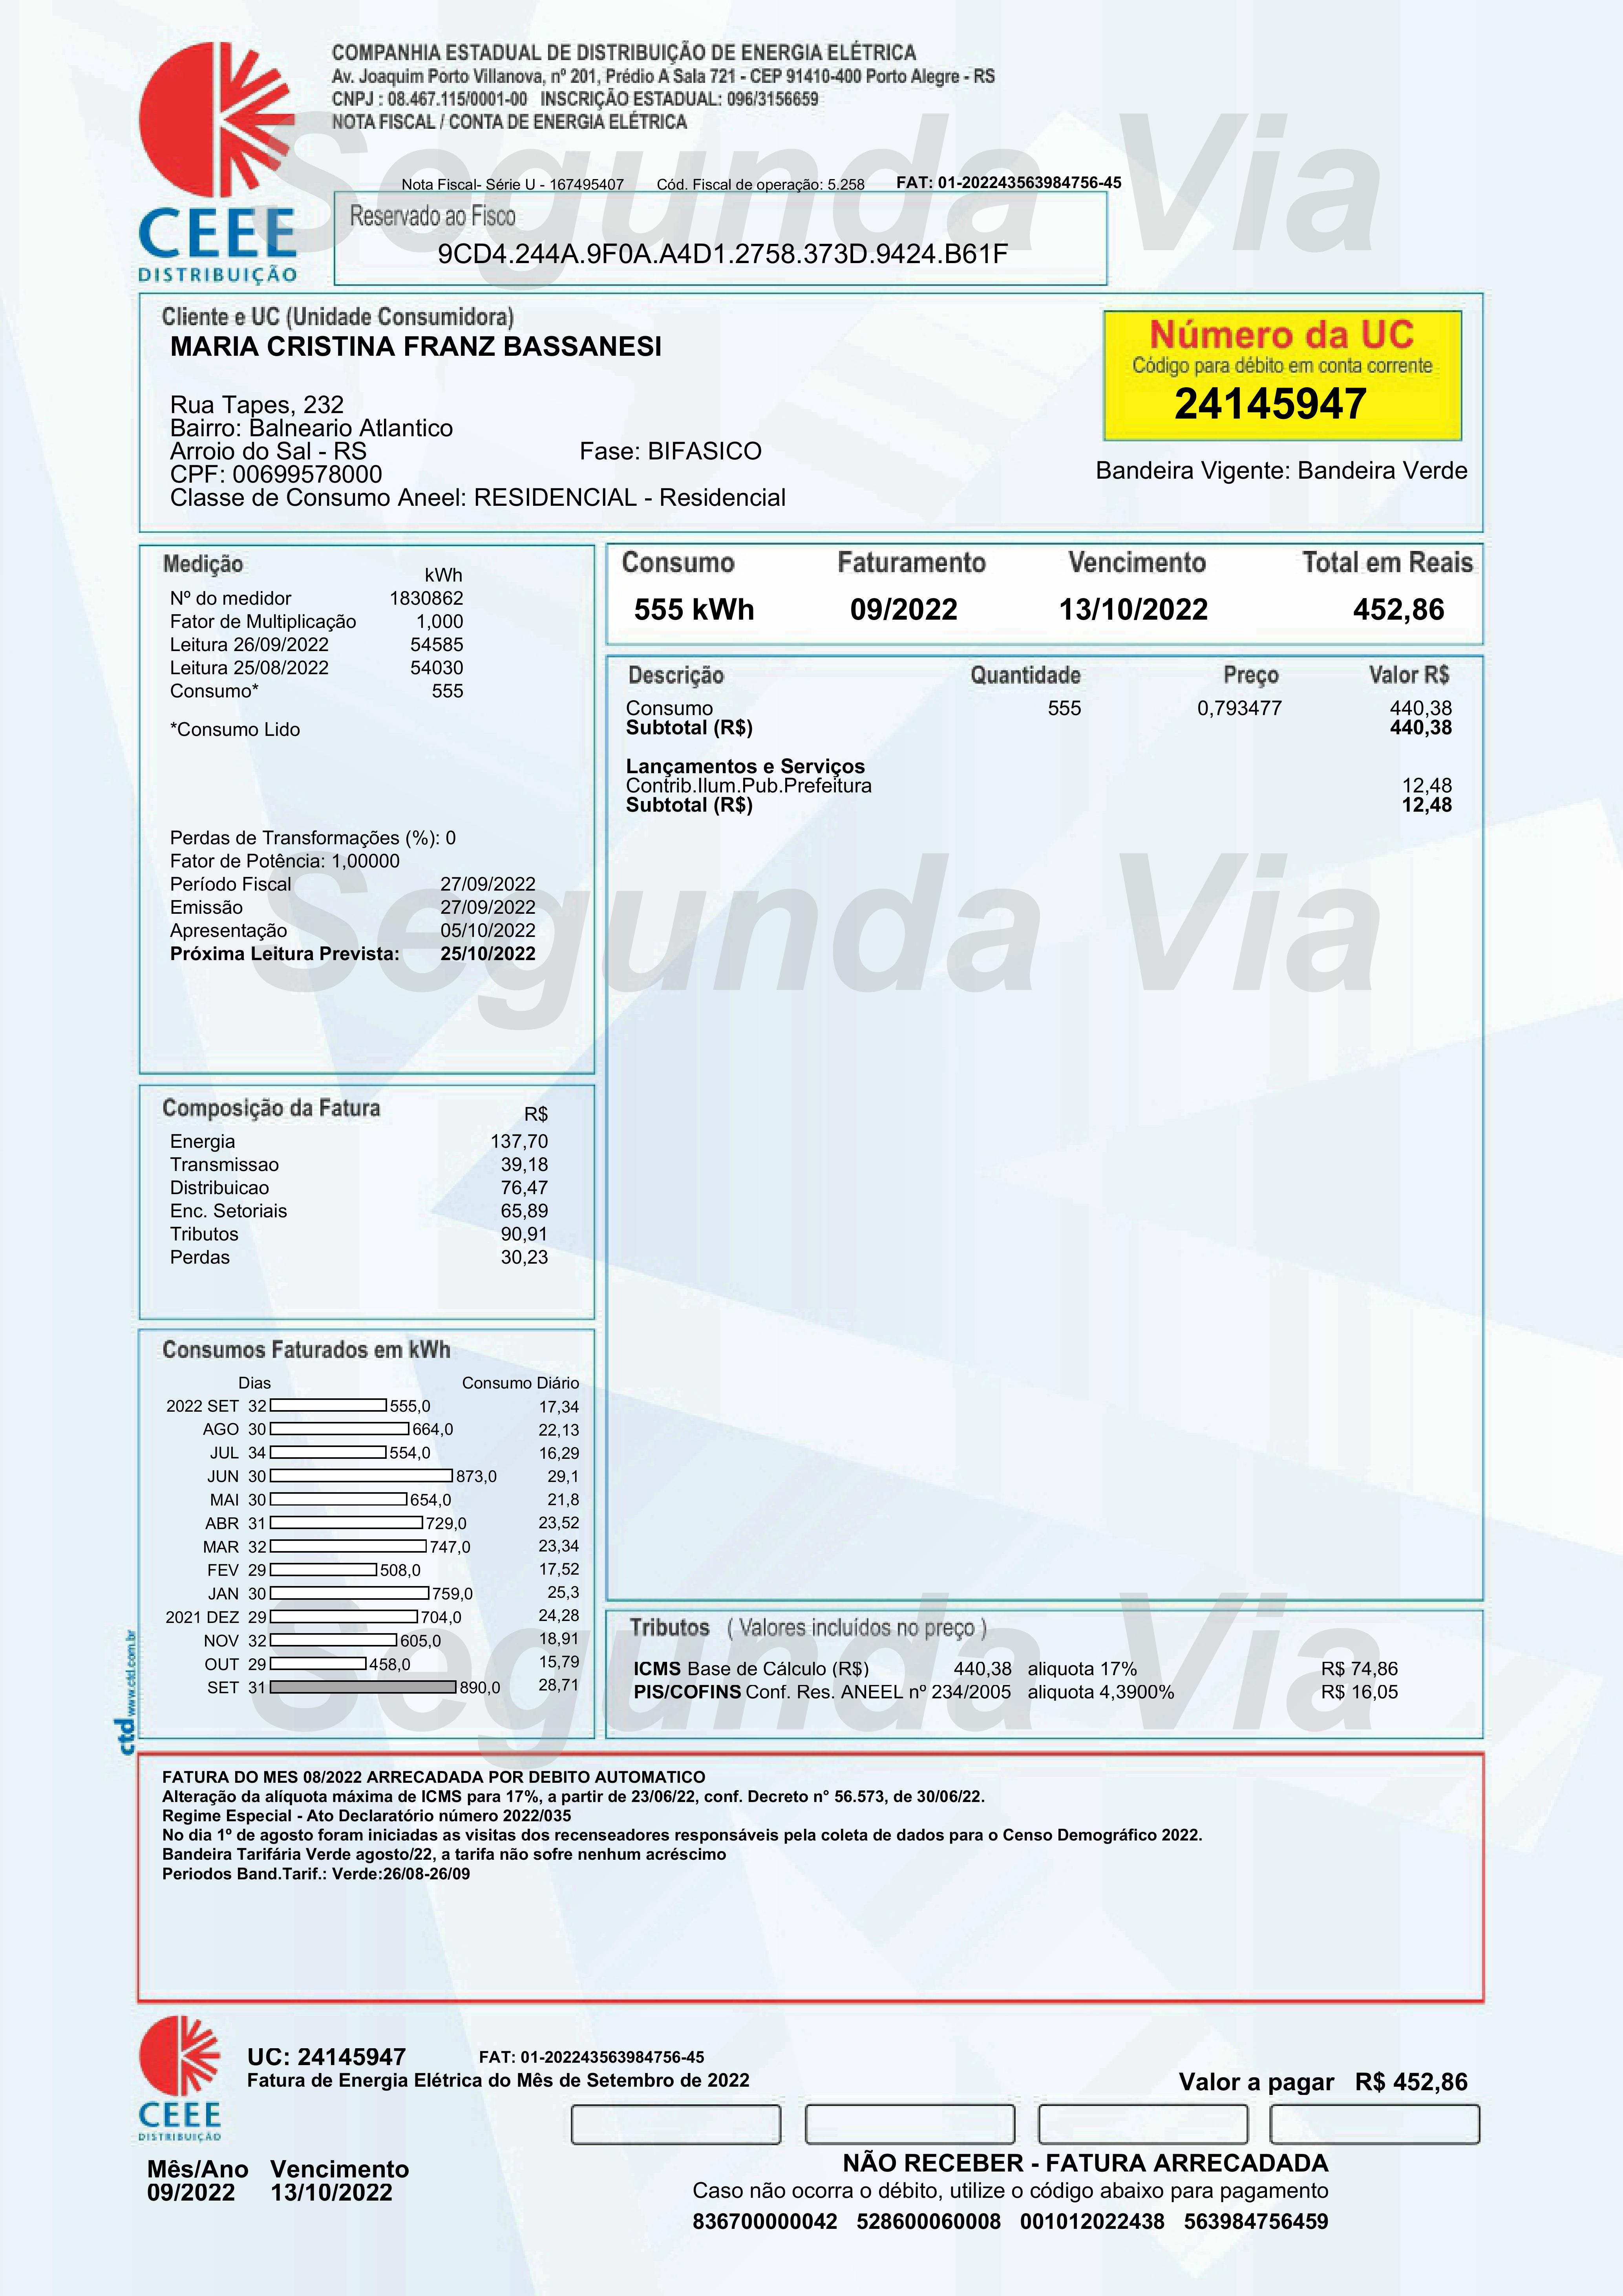 COMPANHIA ESTADUAL DE DISTRIBUIÇÃO DE ENERGIA ELÉTRICA
Av. Joaquim Porto Villanova, nº 201, Prédio A Sala 721 - CEP 91410-400 Porto Alegre - RS
CNPJ : 08.467.115/0001-00 INSCRIÇÃO ESTADUAL: 096/3156659
NOTA FISCAL / CONTA DE ENERGIA ELÉTRICA
Segunda Via
Nota Fiscal- Série U - 167495407 Cód. Fiscal de operação: 5.258 FAT: 01-202243563984756-45
CEEE
DISTRIBUIÇÃO
Reservado ao Fisco
9CD4.244A.9F0A.A4D1.2758.373D.9424.B61F
Cliente e UC (Unidade Consumidora)
MARIA CRISTINA FRANZ BASSANESI
Rua Tapes, 232
Bairro: Balneario Atlantico
Arroio do Sal - RS Fase: BIFASICO
CPF: 00699578000
Classe de Consumo Aneel: RESIDENCIAL - Residencial
Número da UC
Código para débito em conta corrente
24145947
Bandeira Vigente: Bandeira Verde
Medição
kWh
Nº do medidor 1830862
Fator de Multiplicação 1,000
Leitura 26/09/2022 54585
Leitura 25/08/2022 54030
Consumo* 555
*Consumo Lido
Perdas de Transformações (%): 0
Fator de Potência: 1,00000
Período Fiscal 27/09/2022
Emissão 27/09/2022
Apresentação 05/10/2022
Próxima Leitura Prevista: 25/10/2022
Consumo Faturamento Vencimento Total em Reais
555 kWh 09/2022 13/10/2022 452,86
Descrição Quantidade Preço Valor R$
Consumo 555 0,793477 440,38
Subtotal (R$) 440,38
Lançamentos e Serviços
Contrib.Ilum.Pub.Prefeitura 12,48
Subtotal (R$) 12,48
Segunda Via
Composição da Fatura R$
Energia 137,70
Transmissao 39,18
Distribuicao 76,47
Enc. Setoriais 65,89
Tributos 90,91
Perdas 30,23
Consumos Faturados em kWh
Dias Consumo Diário
2022 SET 32 555,0 17,34
AGO 30 664,0 22,13
JUL 34 554,0 16,29
JUN 30 873,0 29,1
MAI 30 654,0 21,8
ABR 31 729,0 23,52
MAR 32 747,0 23,34
FEV 29 508,0 17,52
JAN 30 759,0 25,3
2021 DEZ 29 704,0 24,28
NOV 32 605,0 18,91
OUT 29 458,0 15,79
SET 31 890,0 28,71
Segunda Via
ctd www.ctd.com.br
Tributos ( Valores incluídos no preço )
ICMS Base de Cálculo (R$) 440,38 aliquota 17% R$ 74,86
PIS/COFINS Conf. Res. ANEEL nº 234/2005 aliquota 4,3900% R$ 16,05
FATURA DO MES 08/2022 ARRECADADA POR DEBITO AUTOMATICO
Alteração da alíquota máxima de ICMS para 17%, a partir de 23/06/22, conf. Decreto n° 56.573, de 30/06/22.
Regime Especial - Ato Declaratório número 2022/035
No dia 1º de agosto foram iniciadas as visitas dos recenseadores responsáveis pela coleta de dados para o Censo Demográfico 2022.
Bandeira Tarifária Verde agosto/22, a tarifa não sofre nenhum acréscimo
Periodos Band.Tarif.: Verde:26/08-26/09
CEEE
DISTRIBUIÇÃO
UC: 24145947 FAT: 01-202243563984756-45
Fatura de Energia Elétrica do Mês de Setembro de 2022
Valor a pagar R$ 452,86
Mês/Ano Vencimento
09/2022 13/10/2022
NÃO RECEBER - FATURA ARRECADADA
Caso não ocorra o débito, utilize o código abaixo para pagamento
836700000042 528600060008 001012022438 563984756459